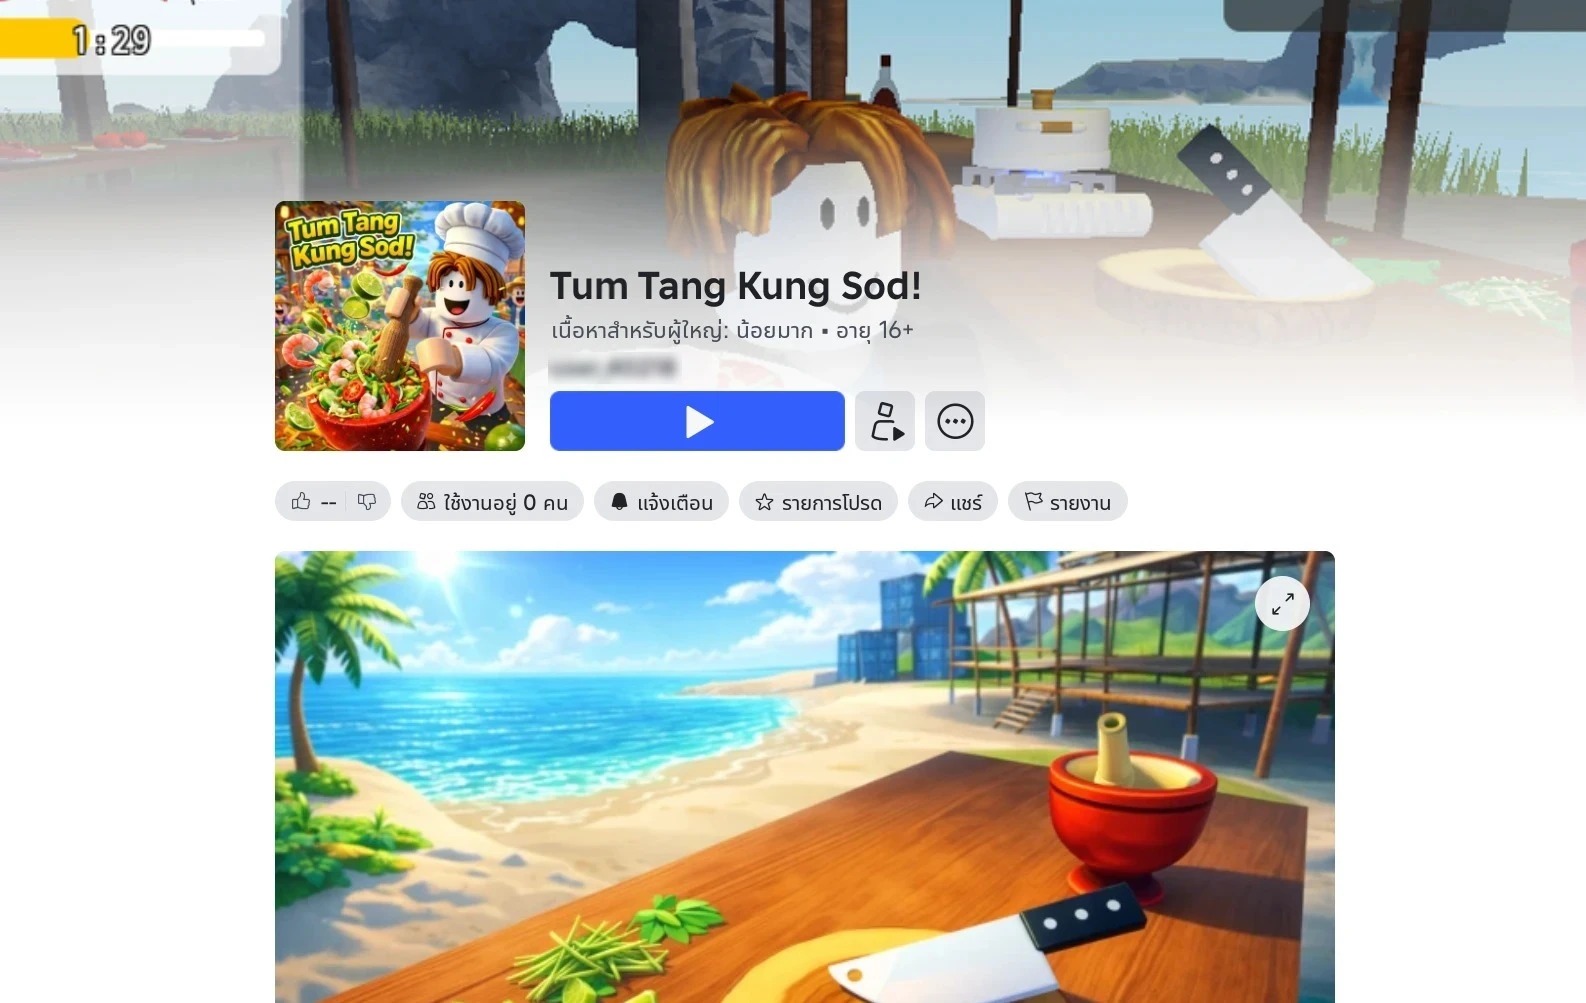 1:29
Tum Tang
Kung Sod!
Tum Tang Kung Sod!
เนื้อหาสำหรับผู้ใหญ่: น้อยมาก • อายุ 16+
--
ใช้งานอยู่ 0 คน
แจ้งเตือน
รายการโปรด
แชร์
รายงาน